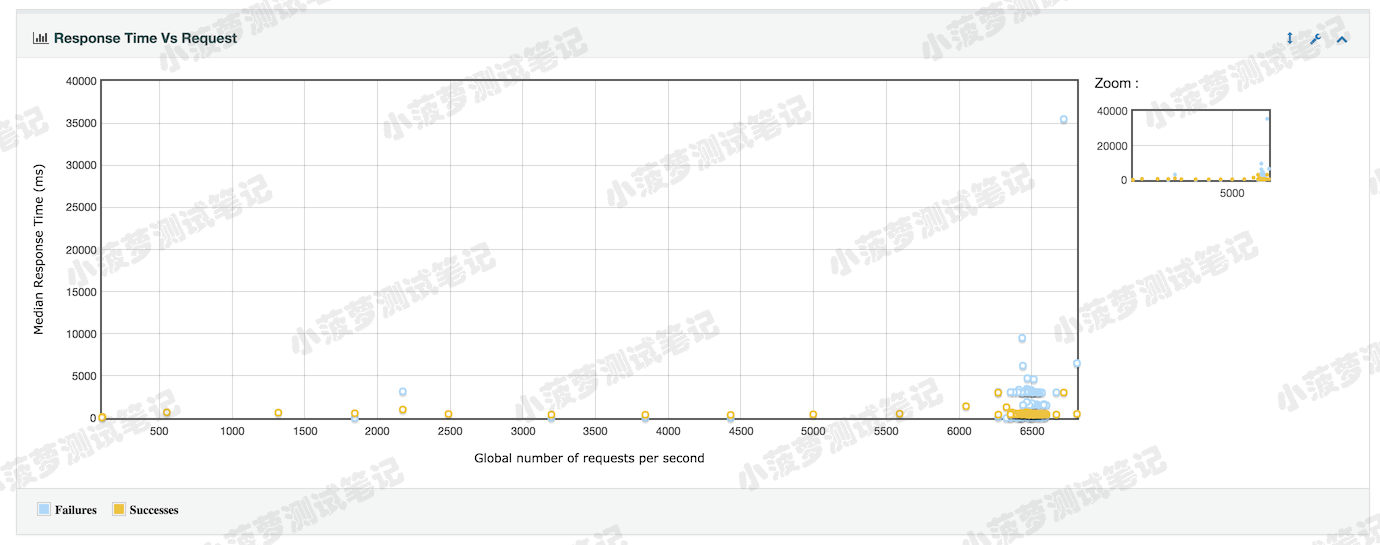 Response Time Vs Request
Zoom :
40000
35000
30000
25000
20000
15000
10000
5000
0
Median Response Time (ms)
500 1000 1500 2000 2500 3000 3500 4000 4500 5000 5500 6000 6500
Global number of requests per second
40000
20000
0
5000
Failures Successes
小菠萝测试笔记